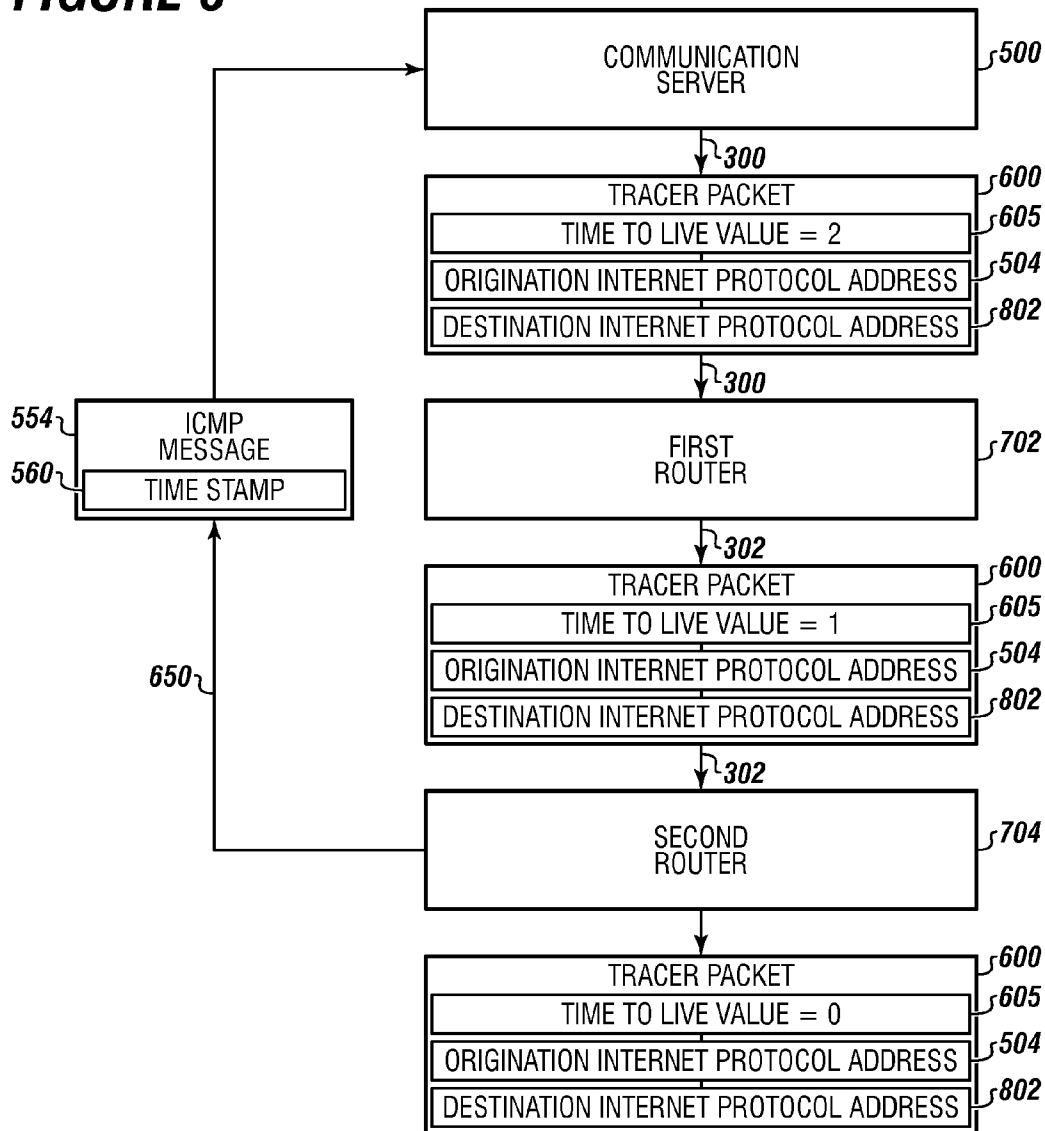 COMMUNICATION
SERVER
500
300
TRACER PACKET
600
TIME TO LIVE VALUE = 2
605
ORIGINATION INTERNET PROTOCOL ADDRESS
504
DESTINATION INTERNET PROTOCOL ADDRESS
802
300
554
ICMP
MESSAGE
560
TIME STAMP
FIRST
ROUTER
702
302
TRACER PACKET
600
TIME TO LIVE VALUE = 1
605
ORIGINATION INTERNET PROTOCOL ADDRESS
504
DESTINATION INTERNET PROTOCOL ADDRESS
802
650
302
SECOND
ROUTER
704
TRACER PACKET
600
TIME TO LIVE VALUE = 0
605
ORIGINATION INTERNET PROTOCOL ADDRESS
504
DESTINATION INTERNET PROTOCOL ADDRESS
802